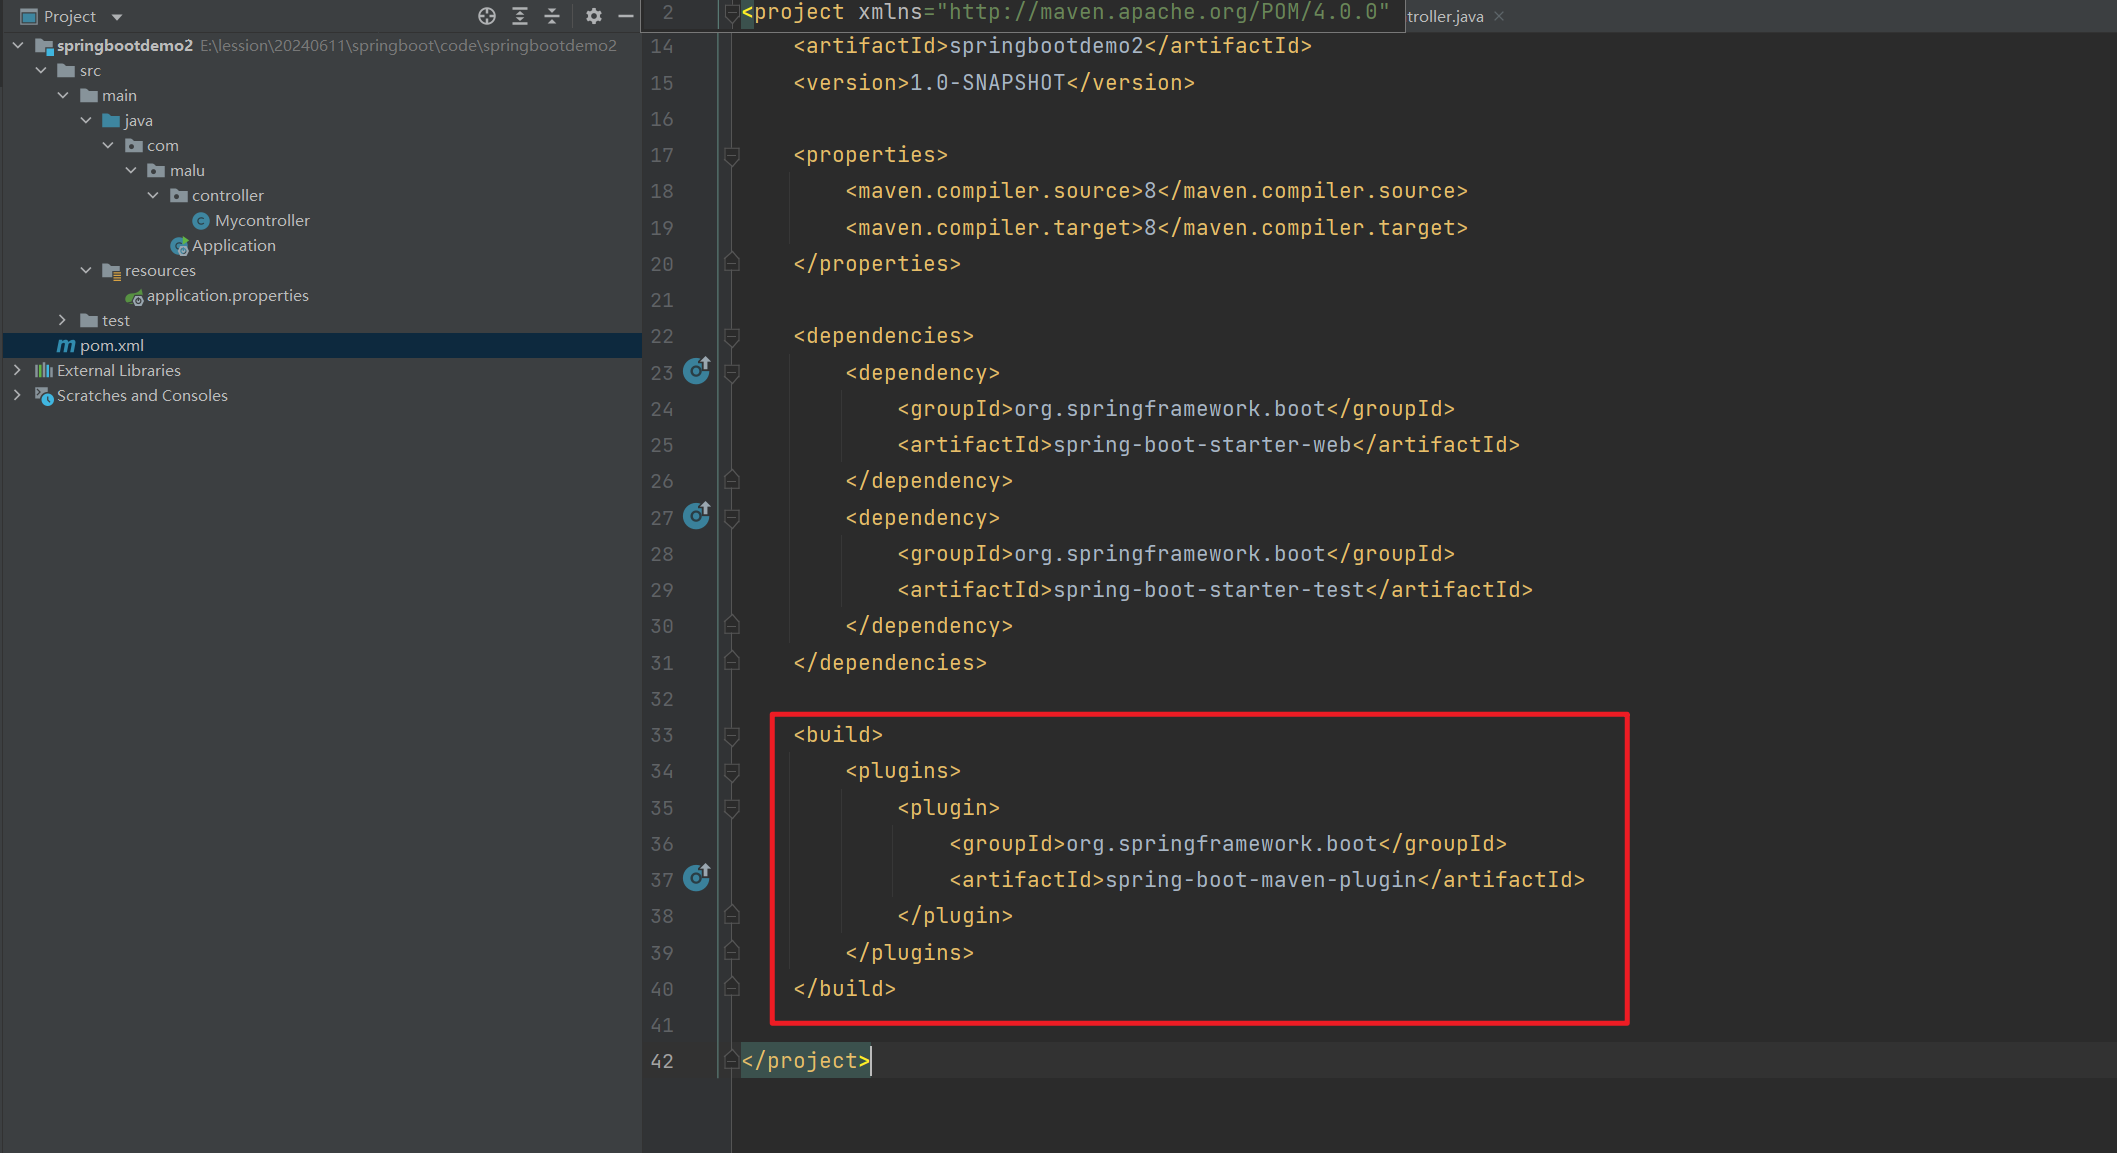 Project
springbootdemo2 E:\lession\20240611\springboot\code\springbootdemo2
src
main
java
com
malu
controller
Mycontroller
Application
resources
application.properties
test
pom.xml
External Libraries
Scratches and Consoles
troller.java
2 <project xmlns="http://maven.apache.org/POM/4.0.0"
14 <artifactId>springbootdemo2</artifactId>
15 <version>1.0-SNAPSHOT</version>
16
17 <properties>
18 <maven.compiler.source>8</maven.compiler.source>
19 <maven.compiler.target>8</maven.compiler.target>
20 </properties>
21
22 <dependencies>
23 <dependency>
24 <groupId>org.springframework.boot</groupId>
25 <artifactId>spring-boot-starter-web</artifactId>
26 </dependency>
27 <dependency>
28 <groupId>org.springframework.boot</groupId>
29 <artifactId>spring-boot-starter-test</artifactId>
30 </dependency>
31 </dependencies>
32
33 <build>
34 <plugins>
35 <plugin>
36 <groupId>org.springframework.boot</groupId>
37 <artifactId>spring-boot-maven-plugin</artifactId>
38 </plugin>
39 </plugins>
40 </build>
41
42 </project>